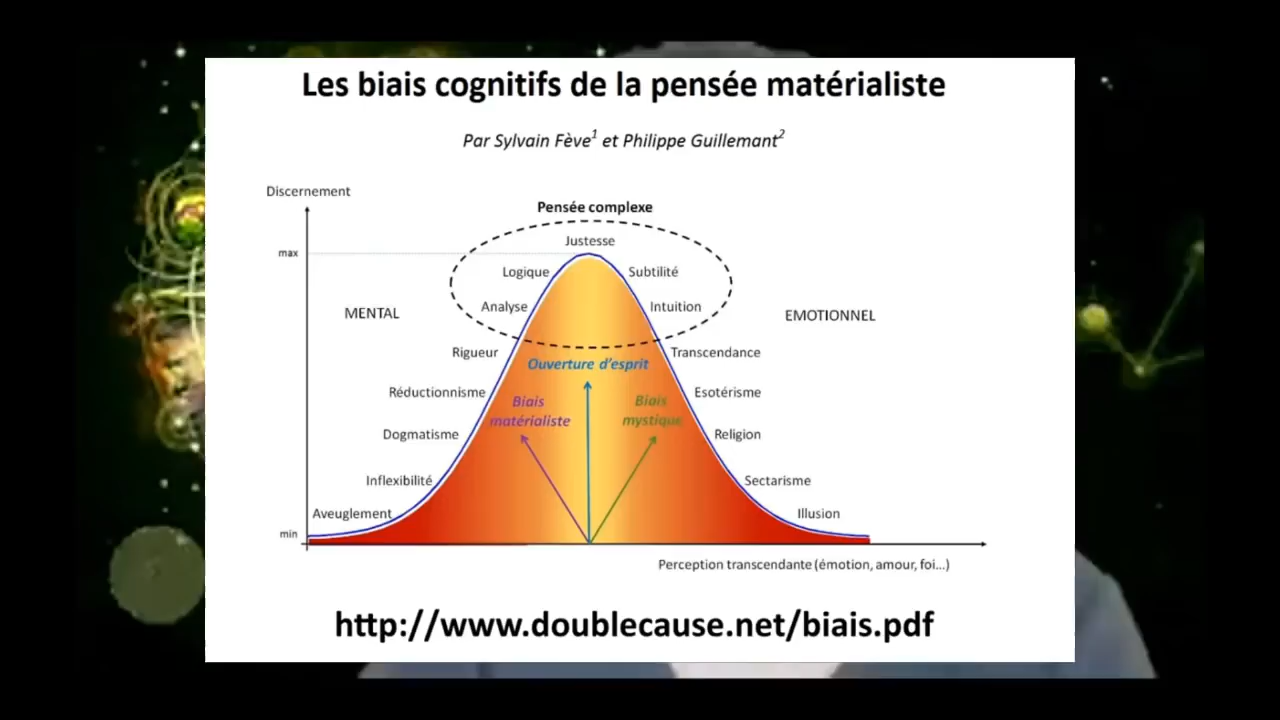 Les biais cognitifs de la pensée matérialiste
Par Sylvain Fève¹ et Philippe Guillemant²
Discernement
Pensée complexe
Justesse
max
Logique
Subtilité
Analyse
Intuition
MENTAL
EMOTIONNEL
Rigueur
Transcendance
Ouverture d'esprit
Réductionnisme
Esotérisme
Biais
matérialiste
Biais
mystique
Dogmatisme
Religion
Inflexibilité
Sectarisme
Aveuglement
Illusion
min
Perception transcendante (émotion, amour, foi...)
http://www.doublecause.net/biais.pdf